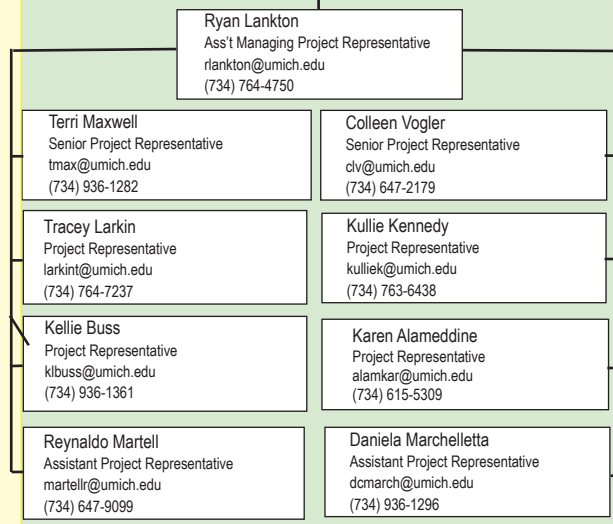 Ryan Lankton
Ass't Managing Project Representative
rlankton@umich.edu
(734) 764-4750
Terri Maxwell
Senior Project Representative
tmax@umich.edu
(734) 936-1282
Colleen Vogler
Senior Project Representative
clv@umich.edu
(734) 647-2179
Tracey Larkin
Project Representative
larkint@umich.edu
(734) 764-7237
Kullie Kennedy
Project Representative
kulliek@umich.edu
(734) 763-6438
Kellie Buss
Project Representative
klbuss@umich.edu
(734) 936-1361
Karen Alameddine
Project Representative
alamkar@umich.edu
(734) 615-5309
Reynaldo Martell
Assistant Project Representative
martellr@umich.edu
(734) 647-9099
Daniela Marchelletta
Assistant Project Representative
dcmarch@umich.edu
(734) 936-1296